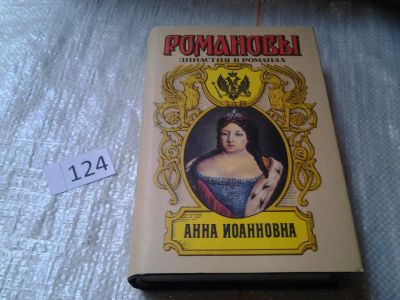 РОМАНОВЫ
ДИНАСТИЯ В РОМАНАХ
124
АННА ИОАННОВНА